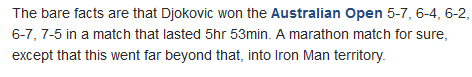 The bare facts are that Djokovic won the Australian Open 5-7, 6-4, 6-2,
6-7, 7-5 in a match that lasted 5hr 53min. A marathon match for sure,
except that this went far beyond that, into Iron Man territory.